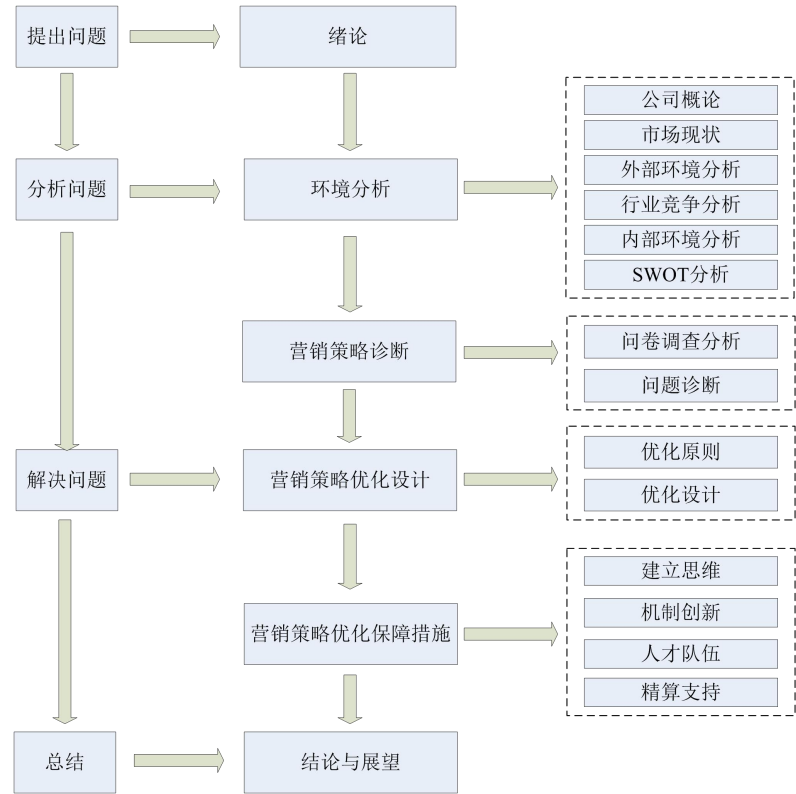 提出问题
绪论
公司概论
市场现状
外部环境分析
行业竞争分析
内部环境分析
SWOT分析
分析问题
环境分析
营销策略诊断
问卷调查分析
问题诊断
解决问题
营销策略优化设计
优化原则
优化设计
营销策略优化保障措施
建立思维
机制创新
人才队伍
精算支持
总结
结论与展望